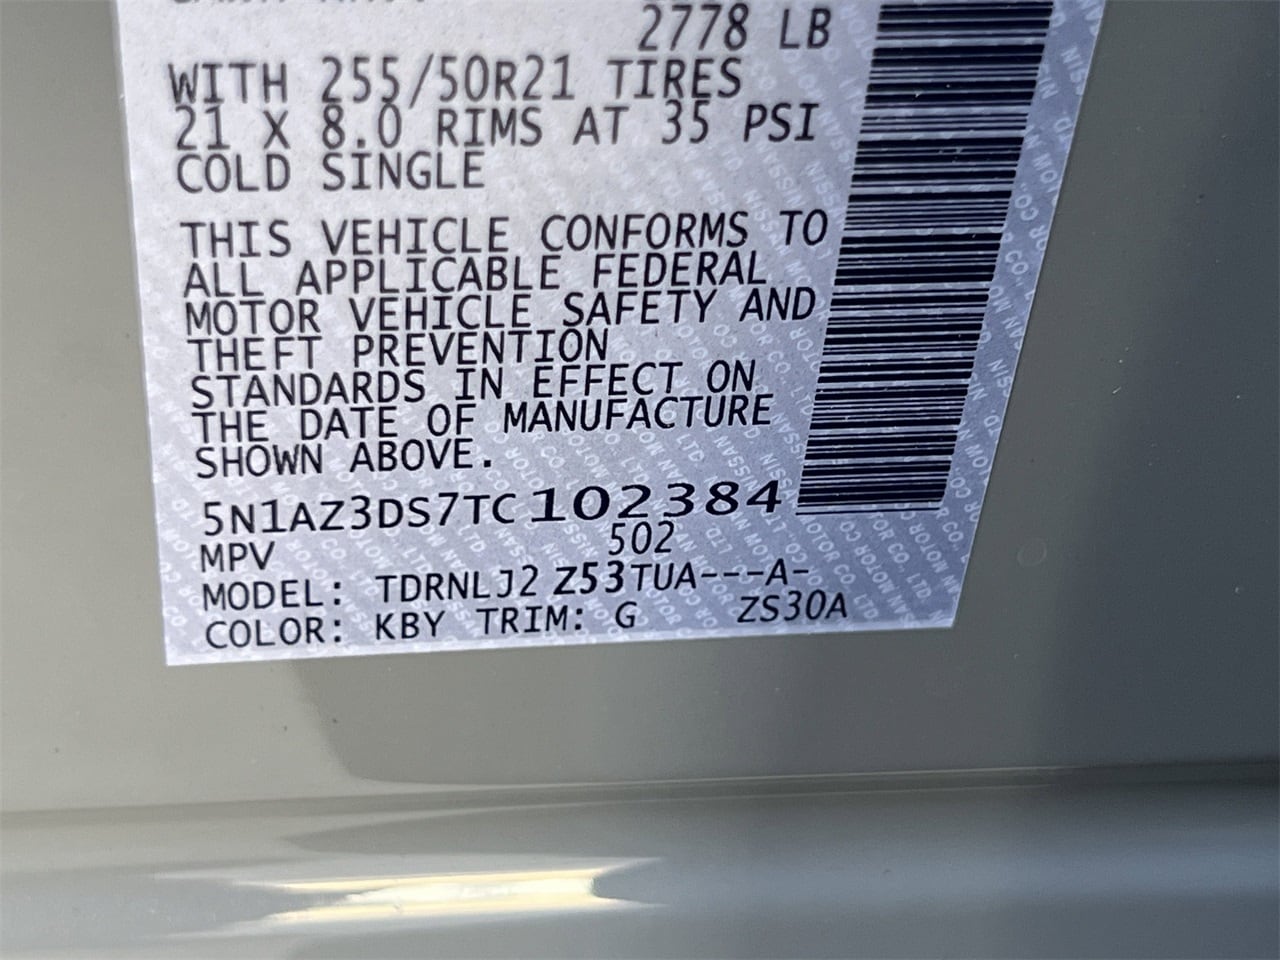 2778 LB
WITH 255/50R21 TIRES
21 X 8.0 RIMS AT 35 PSI
COLD SINGLE
THIS VEHICLE CONFORMS TO
ALL APPLICABLE FEDERAL
MOTOR VEHICLE SAFETY AND
THEFT PREVENTION
STANDARDS IN EFFECT ON
THE DATE OF MANUFACTURE
SHOWN ABOVE.
5N1AZ3DS7TC102384
MPV 502
MODEL: TDRNLJ2 Z53TUA---A-
COLOR: KBY TRIM: G ZS30A